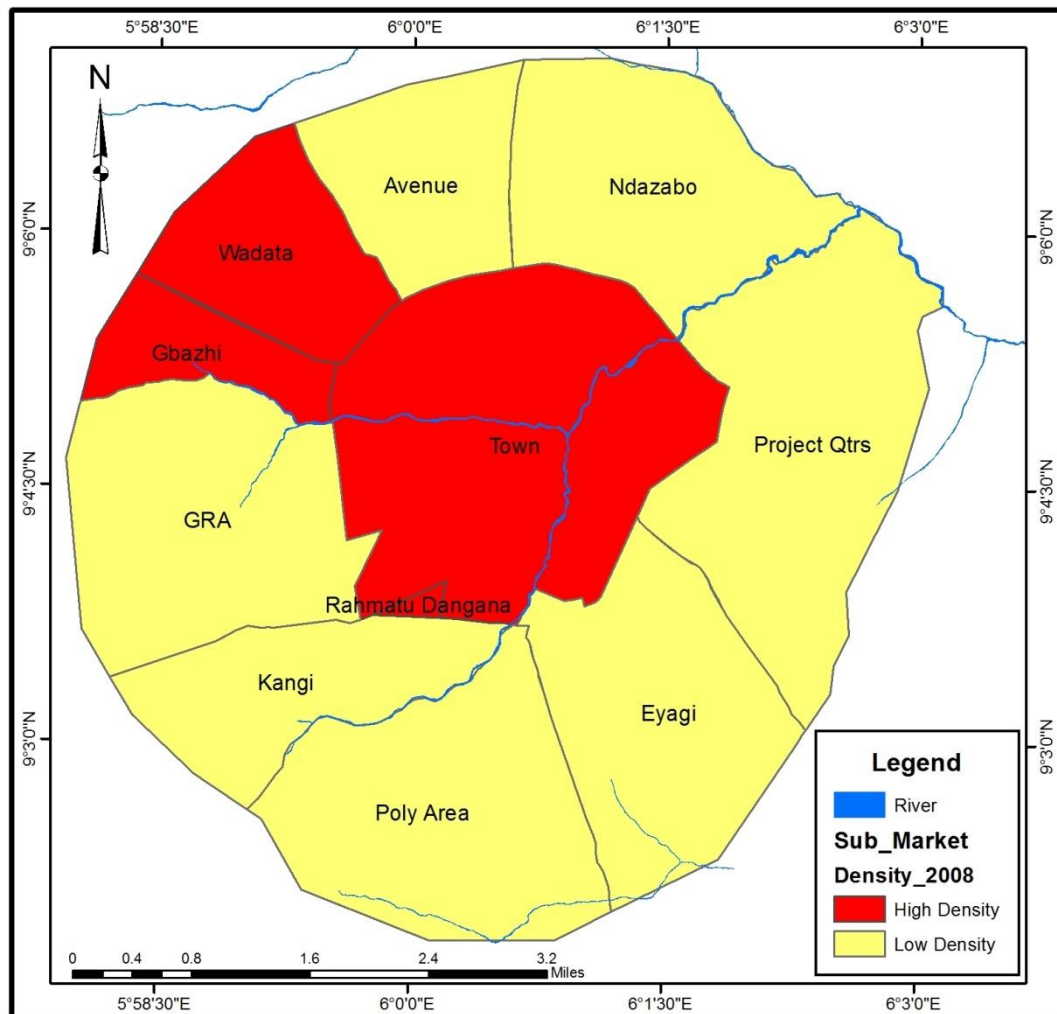 5°58'30"E 6°0'0"E 6°1'30"E 6°3'0"E
N
Avenue
Ndazabo
9°6'0"N
9°6'0"N
Wadata
Gbazhi
Town
Project Qtrs
9°4'30"N
9°4'30"N
GRA
Rahmatu Dangana
Kangi
Eyagi
9°3'0"N
9°3'0"N
Poly Area
Legend
River
Sub_Market
Density_2008
High Density
Low Density
0 0.4 0.8 1.6 2.4 3.2
Miles
5°58'30"E 6°0'0"E 6°1'30"E 6°3'0"E